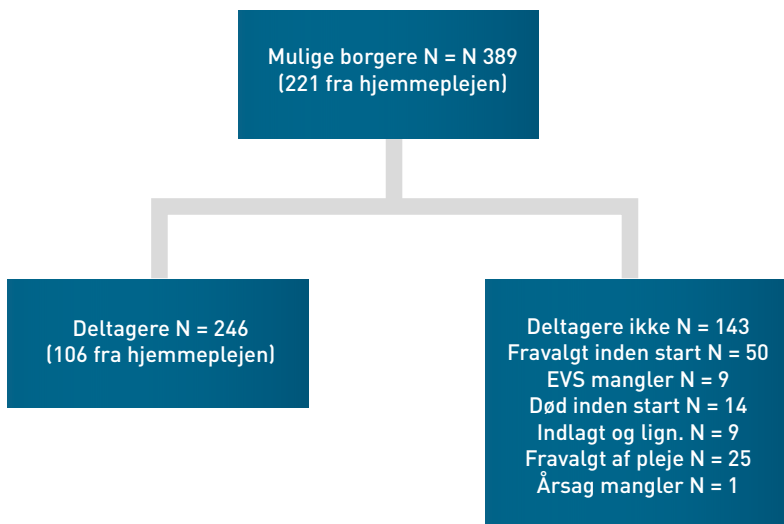 Mulige borgere N = N 389
(221 fra hjemmeplejen)
Deltagere N = 246
(106 fra hjemmeplejen)
Deltagere ikke N = 143
Fravalgt inden start N = 50
EVS mangler N = 9
Død inden start N = 14
Indlagt og lign. N = 9
Fravalgt af pleje N = 25
Årsag mangler N = 1